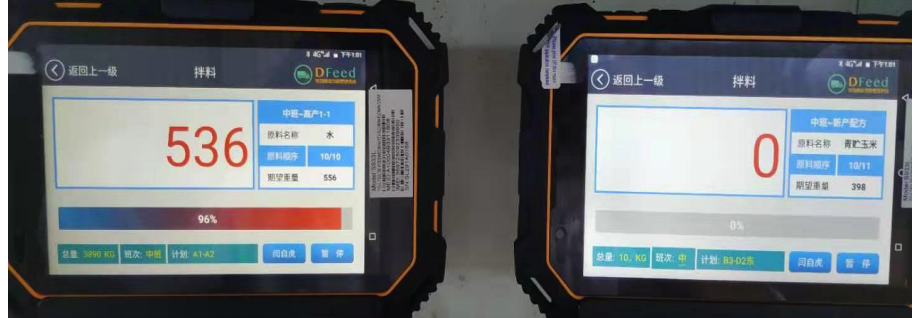 4G 下午1:01
返回上一级 拌料 DFeed
中班-高产1-1
536
原料名称 水
原料顺序 10/10
期望重量 556
96%
总量: 3890 KG 班次: 中班 计划: A1-A2 闫自虎 暂 停
4G 下午1:01
返回上一级 拌料 DFeed
中班-新产配方
0
原料名称 青贮玉米
原料顺序 10/11
期望重量 398
0%
总量: 10, KG 班次: 中 计划: B3-D2东 闫自虎 暂 停